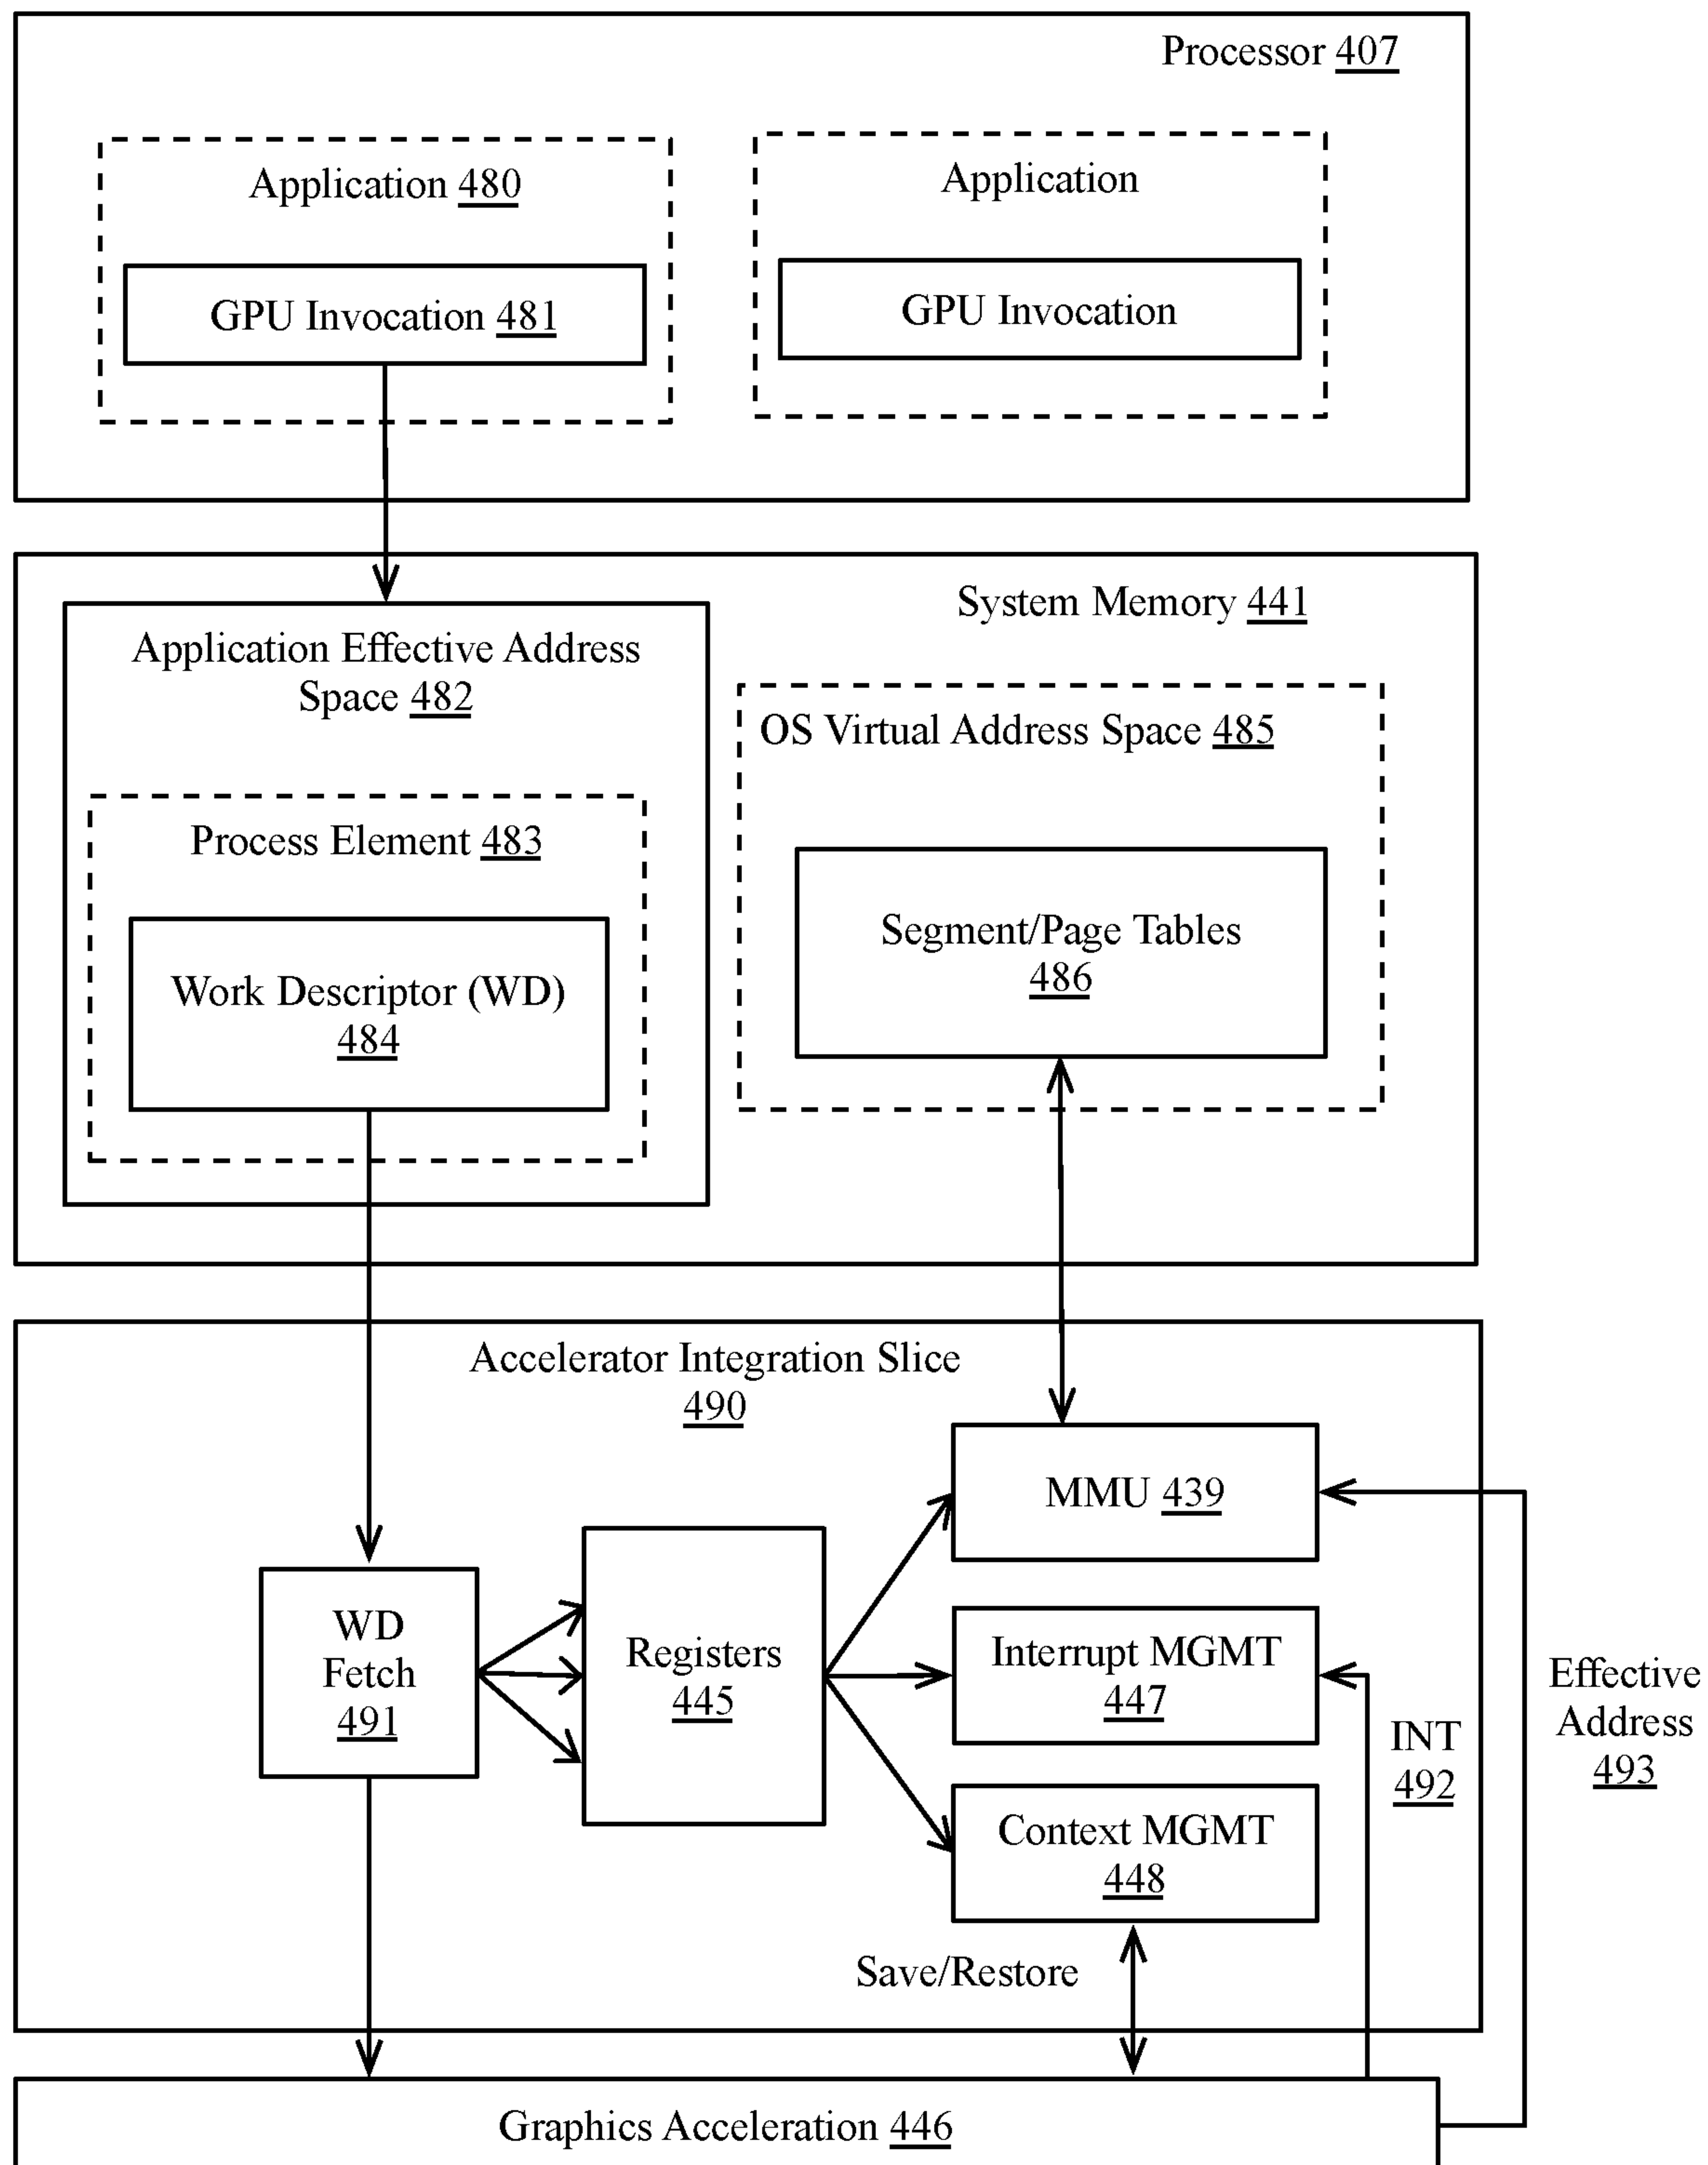 Processor 407
Application 480
GPU Invocation 481
Application
GPU Invocation
System Memory 441
Application Effective Address
Space 482
Process Element 483
Work Descriptor (WD)
484
OS Virtual Address Space 485
Segment/Page Tables
486
Accelerator Integration Slice
490
WD
Fetch
491
Registers
445
MMU 439
Interrupt MGMT
447
Context MGMT
448
Save/Restore
INT
492
Effective
Address
493
Graphics Acceleration 446